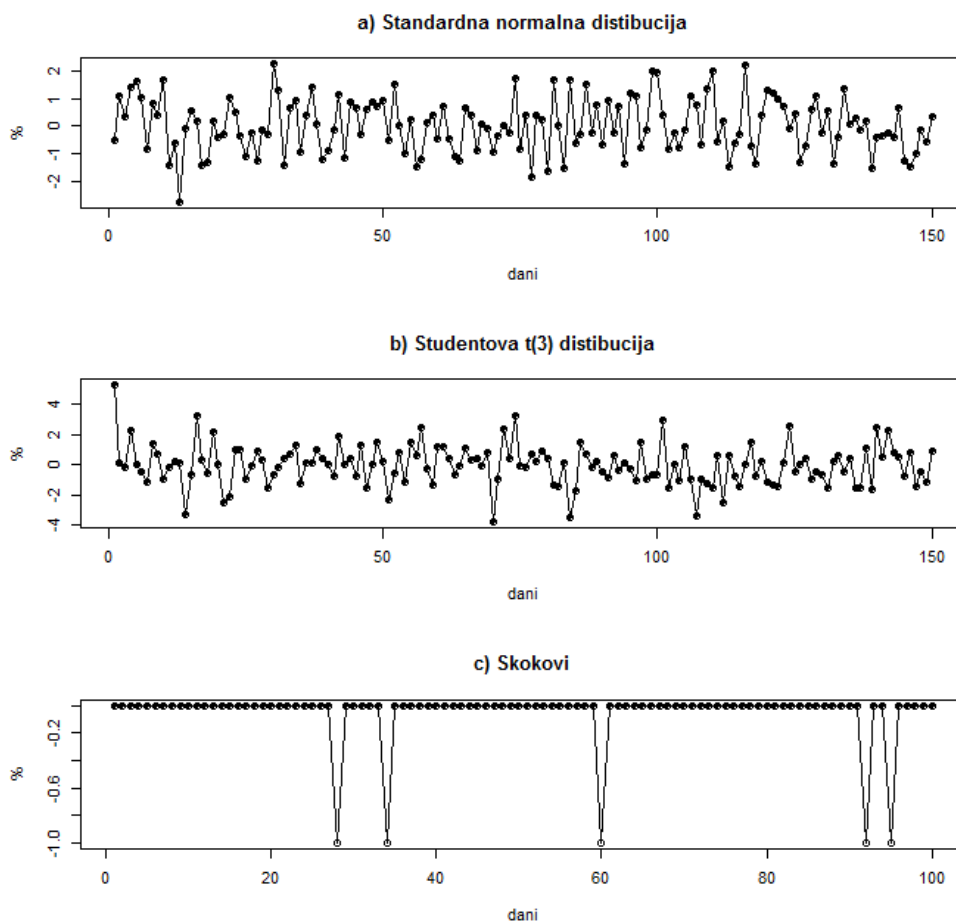 a) Standardna normalna distibucija
%
2
1
0
-1
-2
0 50 100 150
dani
b) Studentova t(3) distibucija
%
4
2
0
-2
-4
0 50 100 150
dani
c) Skokovi
%
-0.2
-0.6
-1.0
0 20 40 60 80 100
dani